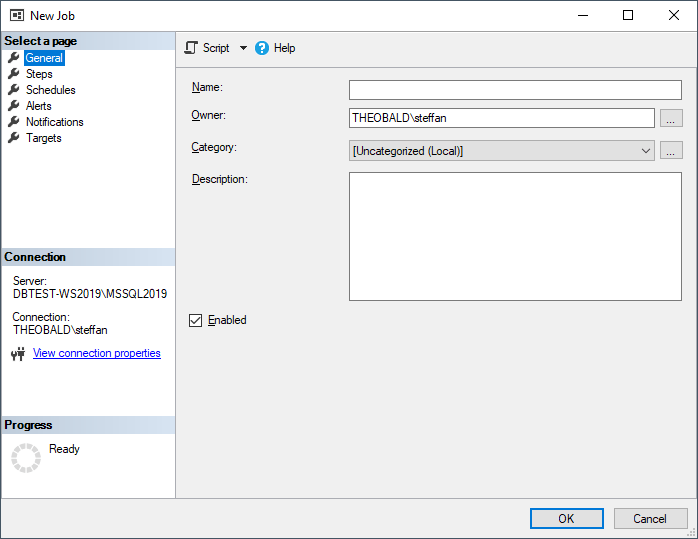 New Job
Select a page
General
Steps
Schedules
Alerts
Notifications
Targets
Connection
Server:
DBTEST-WS2019\MSSQL2019
Connection:
THEOBALD\steffan
View connection properties
Progress
Ready
Script
Help
Name:
Owner:
THEOBALD\steffan
...
Category:
[Uncategorized (Local)]
...
Description:
Enabled
OK
Cancel